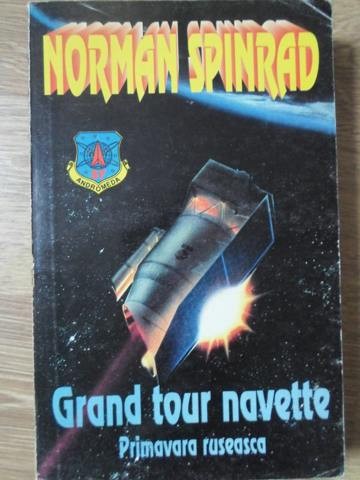 NORMAN SPINRAD
ANDROMEDA
Grand tour navette
Primavara ruseasca